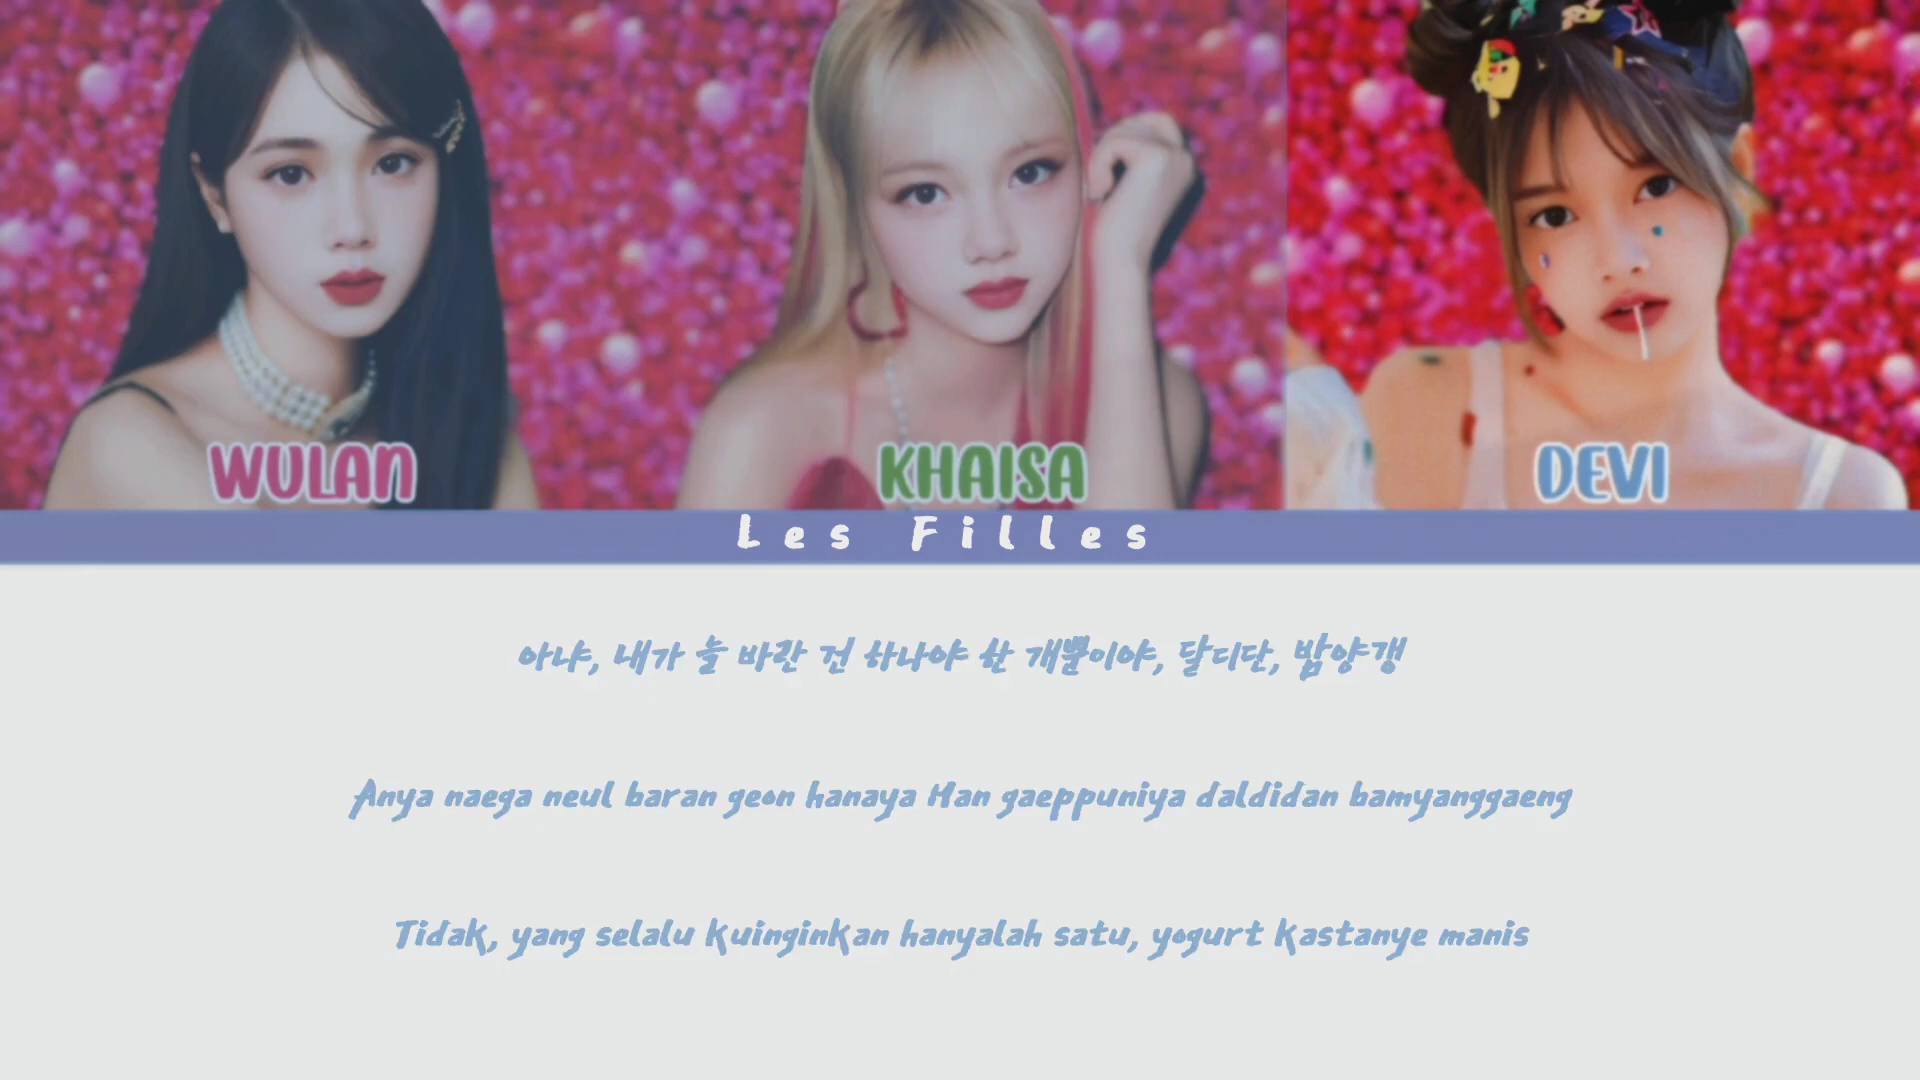 WULAN
KHAISA
DEVI
Les Filles
아냐, 내가 늘 바란 건 하나야 한 개뿐이야, 달디단, 밤양갱
Anya naega neul baran geon hanaya Han gaeppuniya daldidan bamyanggaeng
Tidak, yang selalu kuinginkan hanyalah satu, yogurt kastanye manis